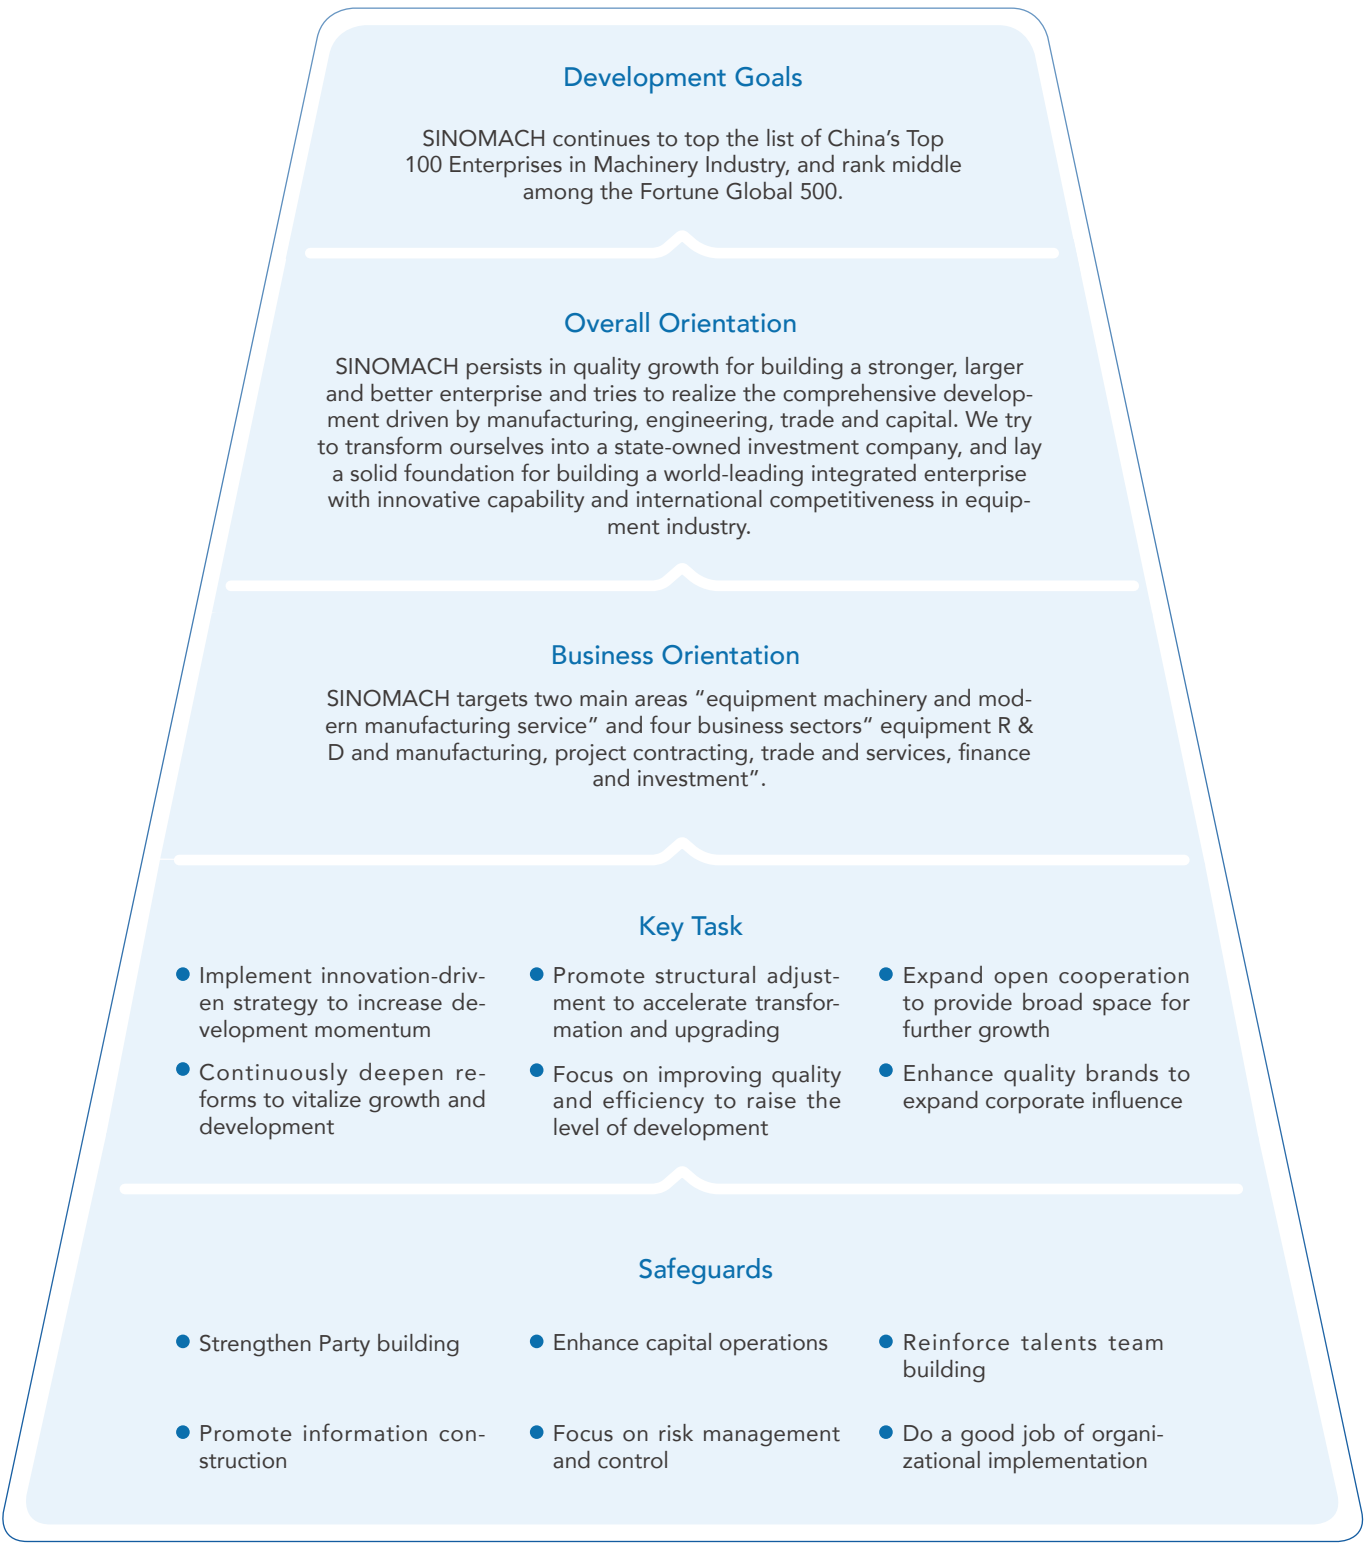 Development Goals
SINOMACH continues to top the list of China’s Top
100 Enterprises in Machinery Industry, and rank middle
among the Fortune Global 500.
Overall Orientation
SINOMACH persists in quality growth for building a stronger, larger
and better enterprise and tries to realize the comprehensive develop-
ment driven by manufacturing, engineering, trade and capital. We try
to transform ourselves into a state-owned investment company, and lay
a solid foundation for building a world-leading integrated enterprise
with innovative capability and international competitiveness in equip-
ment industry.
Business Orientation
SINOMACH targets two main areas “equipment machinery and mod-
ern manufacturing service” and four business sectors“ equipment R &
D and manufacturing, project contracting, trade and services, finance
and investment”.
Key Task
Implement innovation-driv-
en strategy to increase de-
velopment momentum
Promote structural adjust-
ment to accelerate transfor-
mation and upgrading
Expand open cooperation
to provide broad space for
further growth
Continuously deepen re-
forms to vitalize growth and
development
Focus on improving quality
and efficiency to raise the
level of development
Enhance quality brands to
expand corporate influence
Safeguards
Strengthen Party building
Enhance capital operations
Reinforce talents team
building
Promote information con-
struction
Focus on risk management
and control
Do a good job of organi-
zational implementation